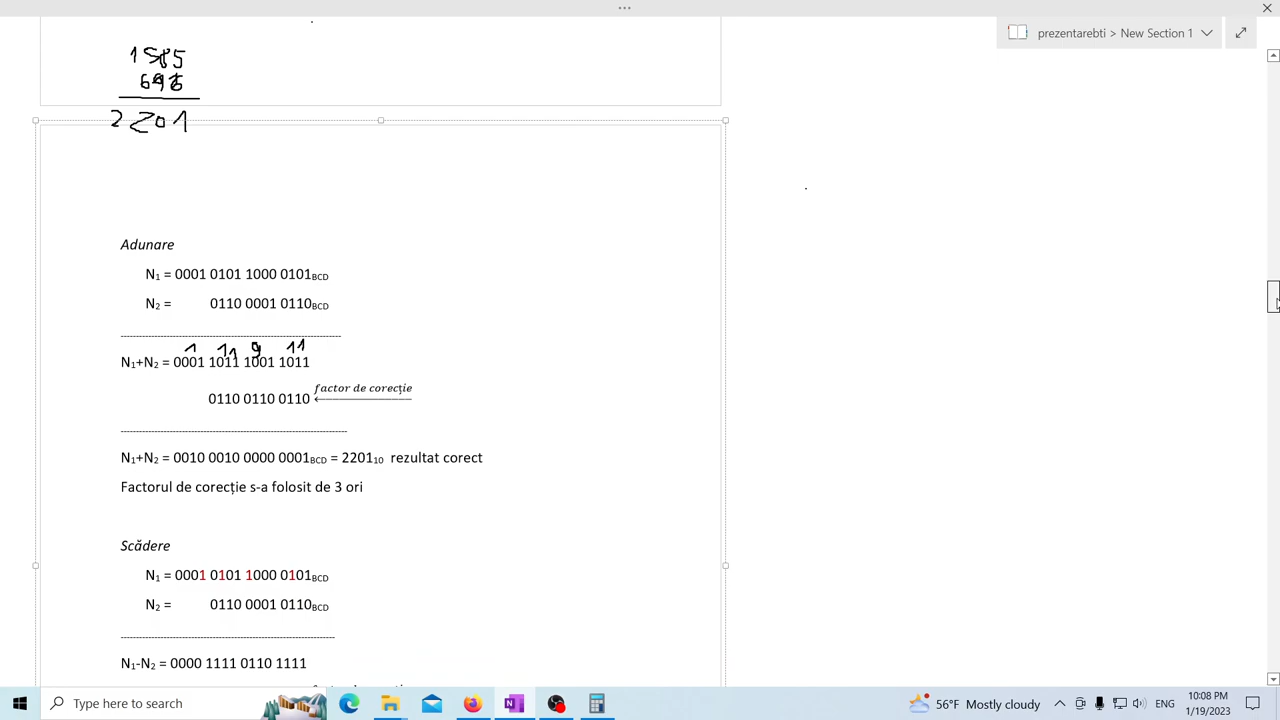 prezentarebti > New Section 1
2201
Adunare
N1 = 0001 0101 1000 0101BCD
N2 = 0110 0001 0110BCD
1 11 9 11
N1+N2 = 0001 1011 1001 1011
factor de corecție
0110 0110 0110
N1+N2 = 0010 0010 0000 0001BCD = 220110 rezultat corect
Factorul de corecție s-a folosit de 3 ori
Scădere
N1 = 0001 0101 1000 0101BCD
N2 = 0110 0001 0110BCD
N1-N2 = 0000 1111 0110 1111
Type here to search
56°F Mostly cloudy
ENG
10:08 PM
1/19/2023